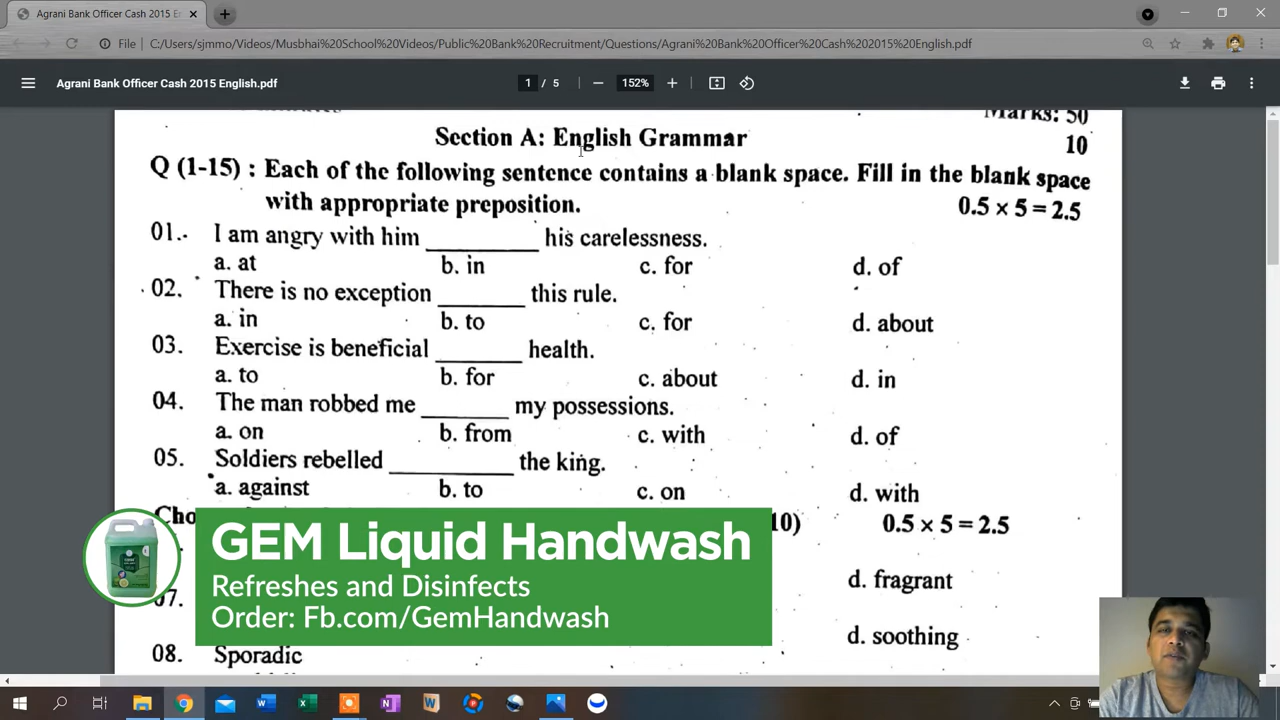 Agrani Bank Officer Cash 2015 E
File C:/Users/sjmmo/Videos/Musbhai%20School%20Videos/Public%20Bank%20Recruitment/Questions/Agrani%20Bank%20Officer%20Cash%202015%20English.pdf
Agrani Bank Officer Cash 2015 English.pdf 1 / 5 152%
Marks: 50
Section A: English Grammar 10
Q (1-15) : Each of the following sentence contains a blank space. Fill in the blank space
with appropriate preposition. 0.5 × 5 = 2.5
01. I am angry with him ________ his carelessness.
a. at b. in c. for d. of
02. There is no exception ________ this rule.
a. in b. to c. for d. about
03. Exercise is beneficial ________ health.
a. to b. for c. about d. in
04. The man robbed me ________ my possessions.
a. on b. from c. with d. of
05. Soldiers rebelled ________ the king.
a. against b. to c. on d. with
10) 0.5 × 5 = 2.5
GEM Liquid Handwash
Refreshes and Disinfects
Order: Fb.com/GemHandwash
d. fragrant
07.
d. soothing
08. Sporadic